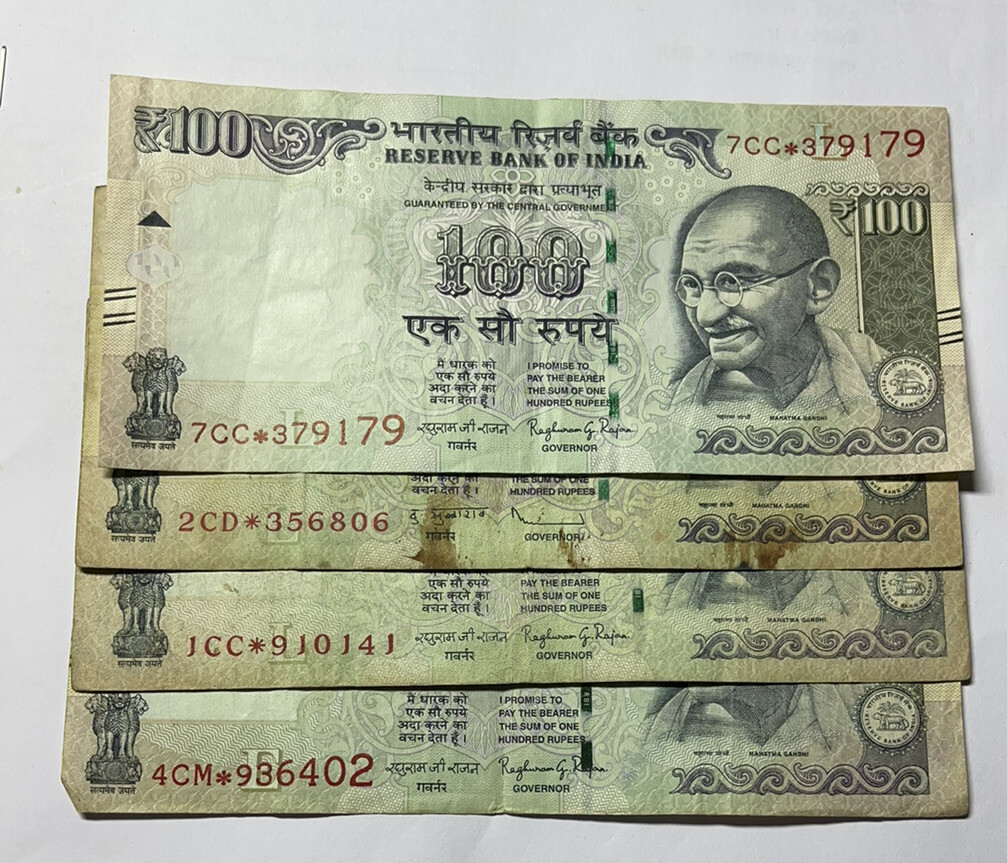 ₹100
भारतीय रिज़र्व बैंक
RESERVE BANK OF INDIA
7CC*379179
L
केन्द्रीय सरकार द्वारा प्रत्याभूत
GUARANTEED BY THE CENTRAL GOVERNME
₹100
100
एक सौ रुपये
मैं धारक को
एक सौ रुपये
अदा करने का
वचन देता हूँ।
I PROMISE TO
PAY THE BEARER
THE SUM OF ONE
HUNDRED RUPEES
रघुराम जी राजन
गवर्नर
Raghuram G. Rajan
GOVERNOR
महात्मा गांधी
MAHATMA GANDHI
सत्यमेव जयते
7CC*379179
L
अदा करने का
वचन देता हूँ।
THE SUM OF ONE
HUNDRED RUPEES
गवर्नर
GOVERNOR
महात्मा गांधी
MAHATMA GANDHI
सत्यमेव जयते
2CD*356806
L
एक सौ रुपये
अदा करने का
वचन देता हूँ।
PAY THE BEARER
THE SUM OF ONE
HUNDRED RUPEES
रघुराम जी राजन
गवर्नर
Raghuram G. Rajan
GOVERNOR
महात्मा गांधी
MAHATMA GANDHI
सत्यमेव जयते
1CC*910141
L
मैं धारक को
एक सौ रुपये
अदा करने का
वचन देता हूँ।
I PROMISE TO
PAY THE BEARER
THE SUM OF ONE
HUNDRED RUPEES
रघुराम जी राजन
गवर्नर
Raghuram G. Rajan
GOVERNOR
महात्मा गांधी
MAHATMA GANDHI
सत्यमेव जयते
4CM*936402
E